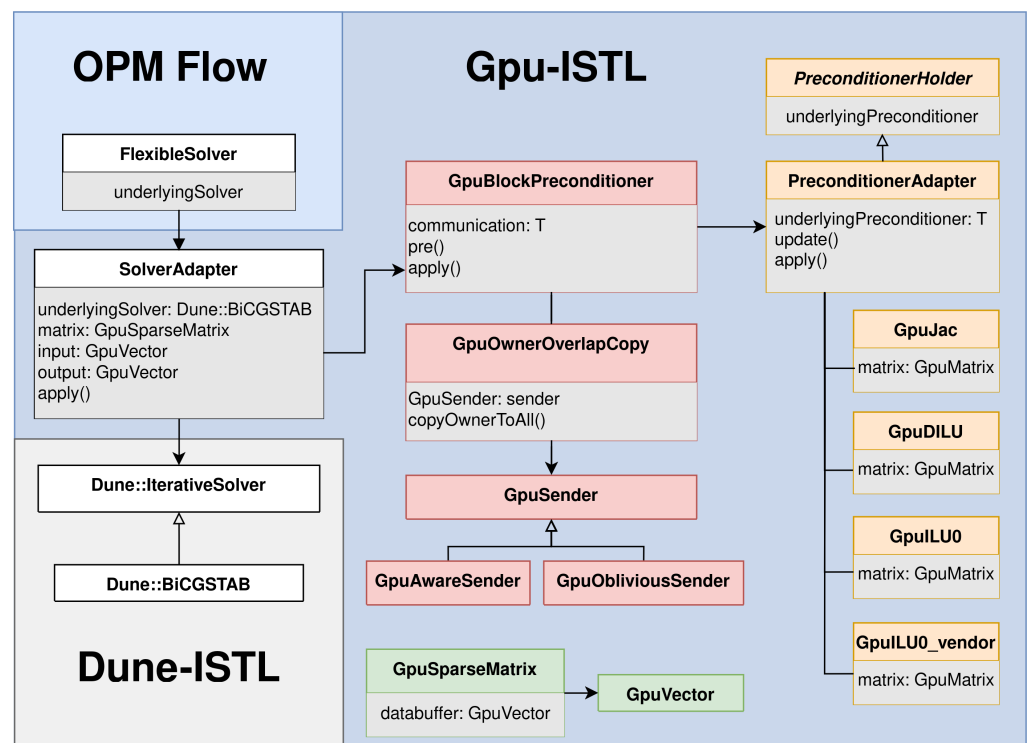 OPM Flow
FlexibleSolver
underlyingSolver
SolverAdapter
underlyingSolver: Dune::BiCGSTAB
matrix: GpuSparseMatrix
input: GpuVector
output: GpuVector
apply()
Dune::IterativeSolver
Dune::BiCGSTAB
Dune-ISTL
Gpu-ISTL
GpuBlockPreconditioner
communication: T
pre()
apply()
GpuOwnerOverlapCopy
GpuSender: sender
copyOwnerToAll()
GpuSender
GpuAwareSender
GpuObliviousSender
GpuSparseMatrix
databuffer: GpuVector
GpuVector
PreconditionerHolder
underlyingPreconditioner
PreconditionerAdapter
underlyingPreconditioner: T
update()
apply()
GpuJac
matrix: GpuMatrix
GpuDILU
matrix: GpuMatrix
GpuILU0
matrix: GpuMatrix
GpuILU0_vendor
matrix: GpuMatrix